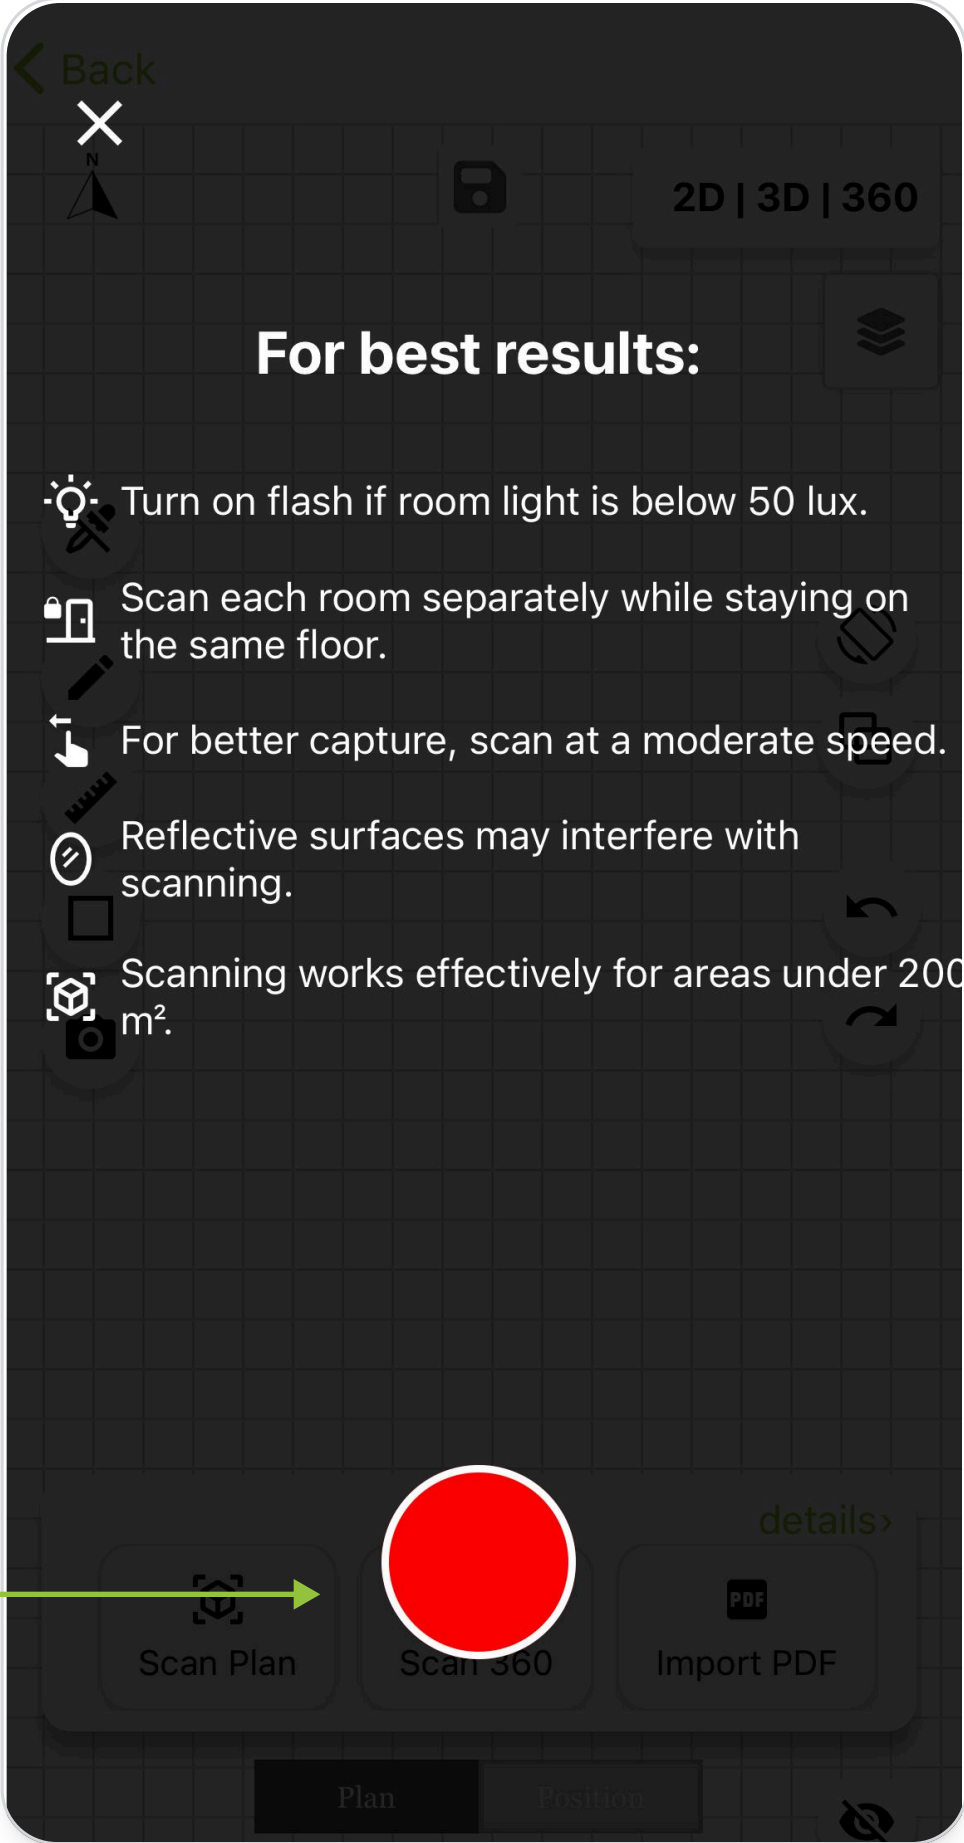 Back
N
2D | 3D | 360
For best results:
Turn on flash if room light is below 50 lux.
Scan each room separately while staying on
the same floor.
For better capture, scan at a moderate speed.
Reflective surfaces may interfere with
scanning.
Scanning works effectively for areas under 200
m².
details›
PDF
Scan Plan
Scan 360
Import PDF
Plan
Position